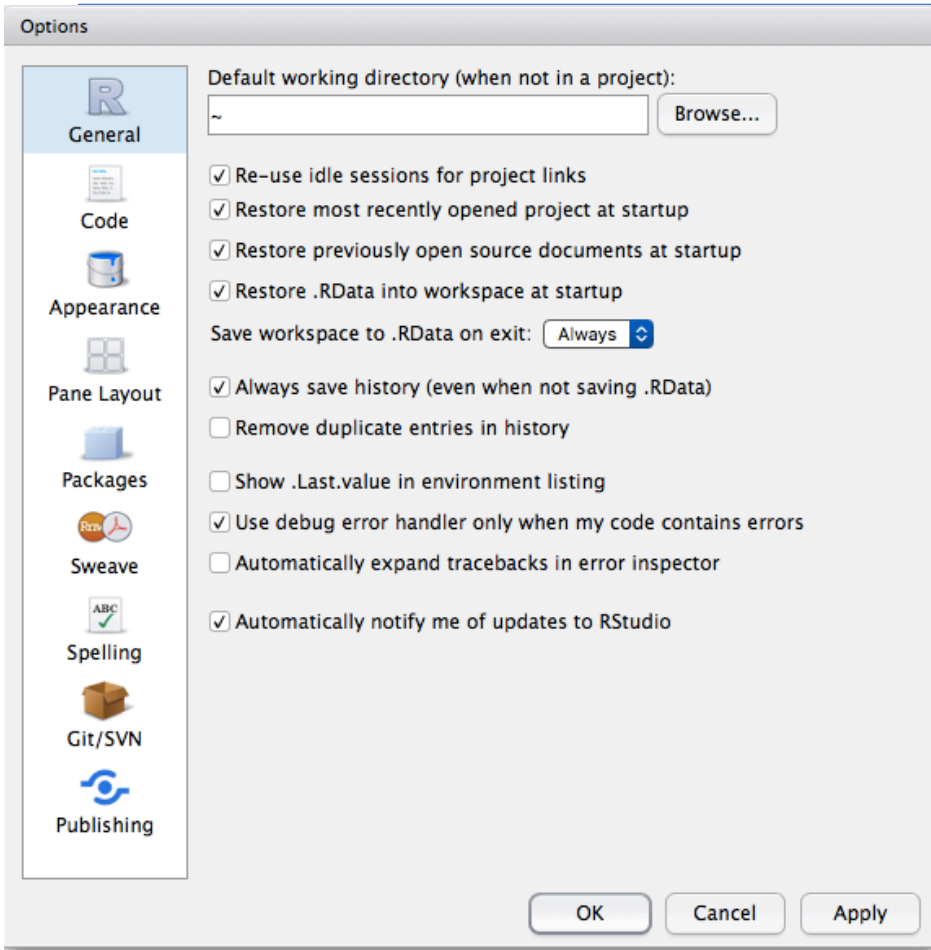 Options
General
Code
Appearance
Pane Layout
Packages
Rnw
Sweave
ABC
Spelling
Git/SVN
Publishing
Default working directory (when not in a project):
~
Browse...
Re-use idle sessions for project links
Restore most recently opened project at startup
Restore previously open source documents at startup
Restore .RData into workspace at startup
Save workspace to .RData on exit: Always
Always save history (even when not saving .RData)
Remove duplicate entries in history
Show .Last.value in environment listing
Use debug error handler only when my code contains errors
Automatically expand tracebacks in error inspector
Automatically notify me of updates to RStudio
OK Cancel Apply